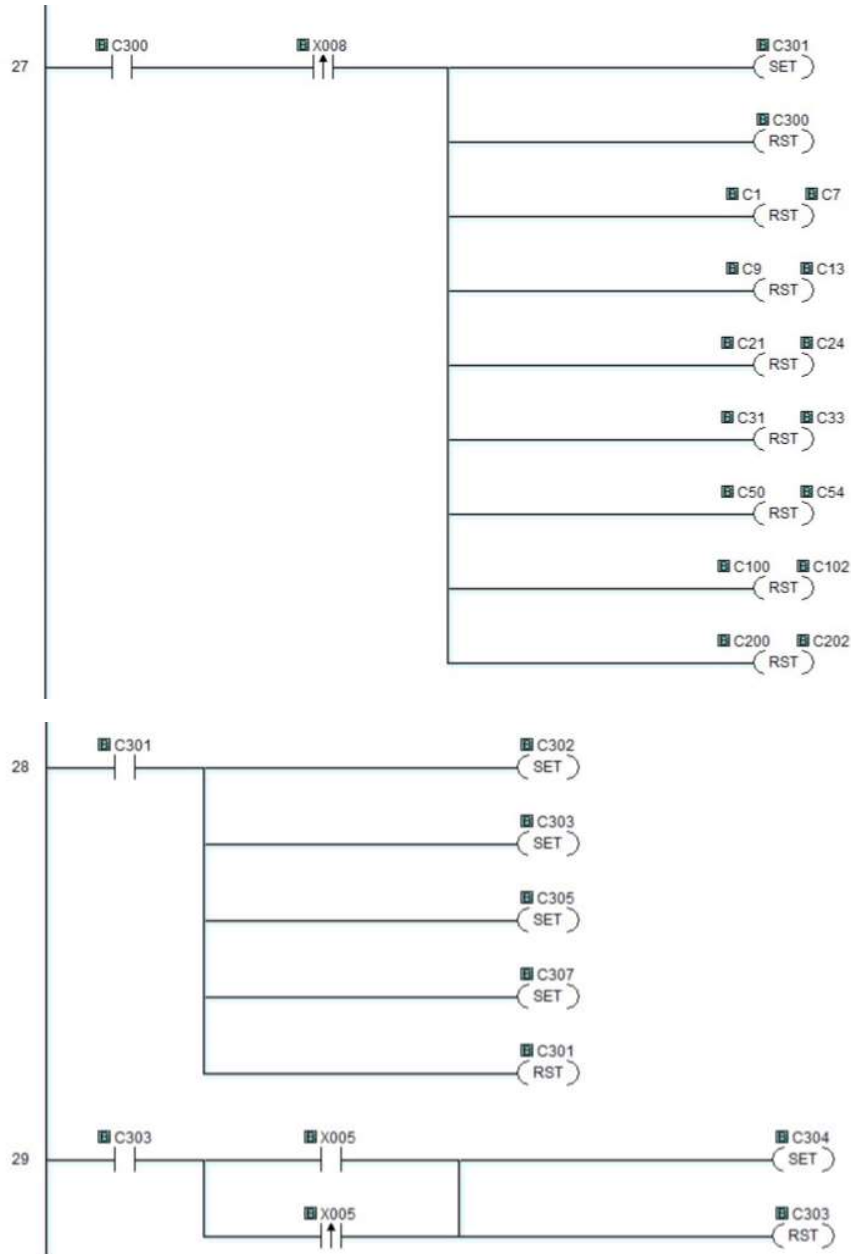 C300 X008 C301
27 SET
C300
RST
C1 C7
RST
C9 C13
RST
C21 C24
RST
C31 C33
RST
C50 C54
RST
C100 C102
RST
C200 C202
RST
C301 C302
28 SET
C303
SET
C305
SET
C307
SET
C301
RST
C303 X005 C304
29 SET
X005 C303
RST